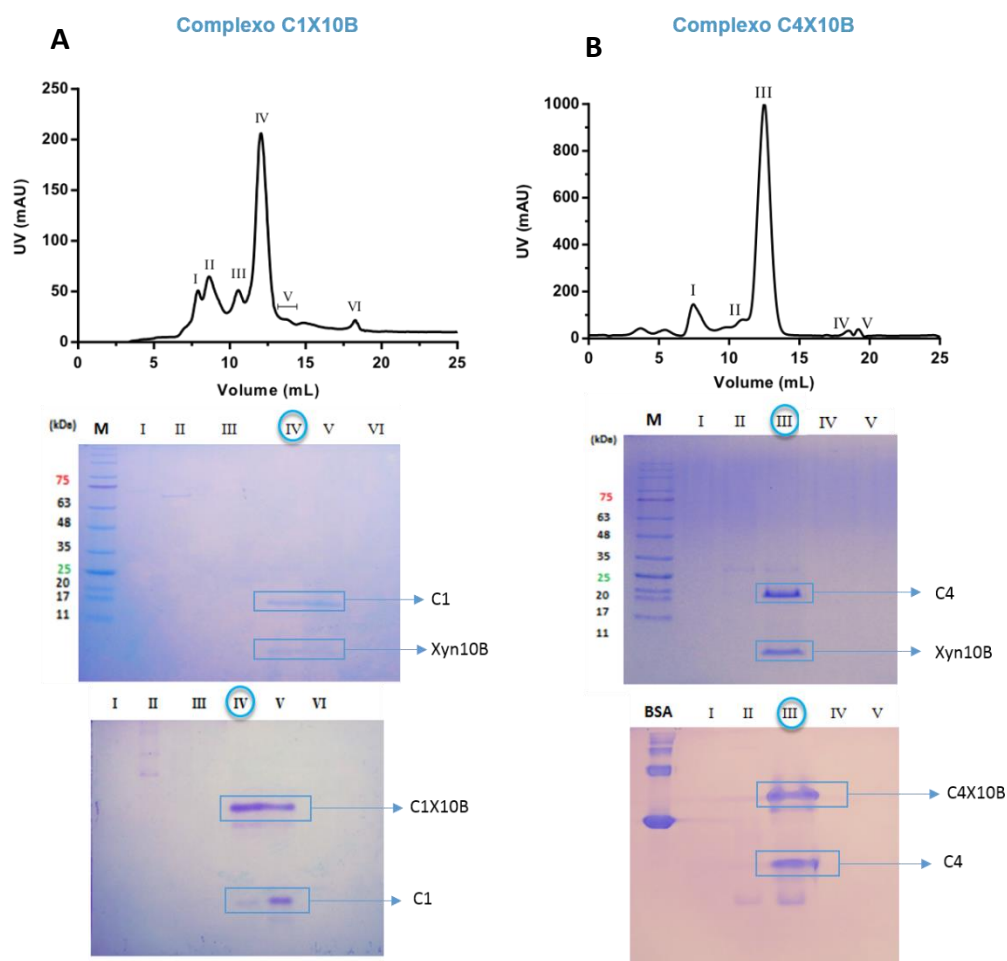 Complexo C1X10B
A
250
200
150
100
50
0
UV (mAU)
I
II
III
IV
V
VI
0 5 10 15 20 25
Volume (mL)
(kDa) M I II III IV V VI
75
63
48
35
25
20
17
11
C1
Xyn10B
I II III IV V VI
C1X10B
C1
Complexo C4X10B
B
1000
800
600
400
200
0
UV (mAU)
I
II
III
IV
V
0 5 10 15 20 25
Volume (mL)
(kDa) M I II III IV V
75
63
48
35
25
20
17
11
C4
Xyn10B
BSA I II III IV V
C4X10B
C4